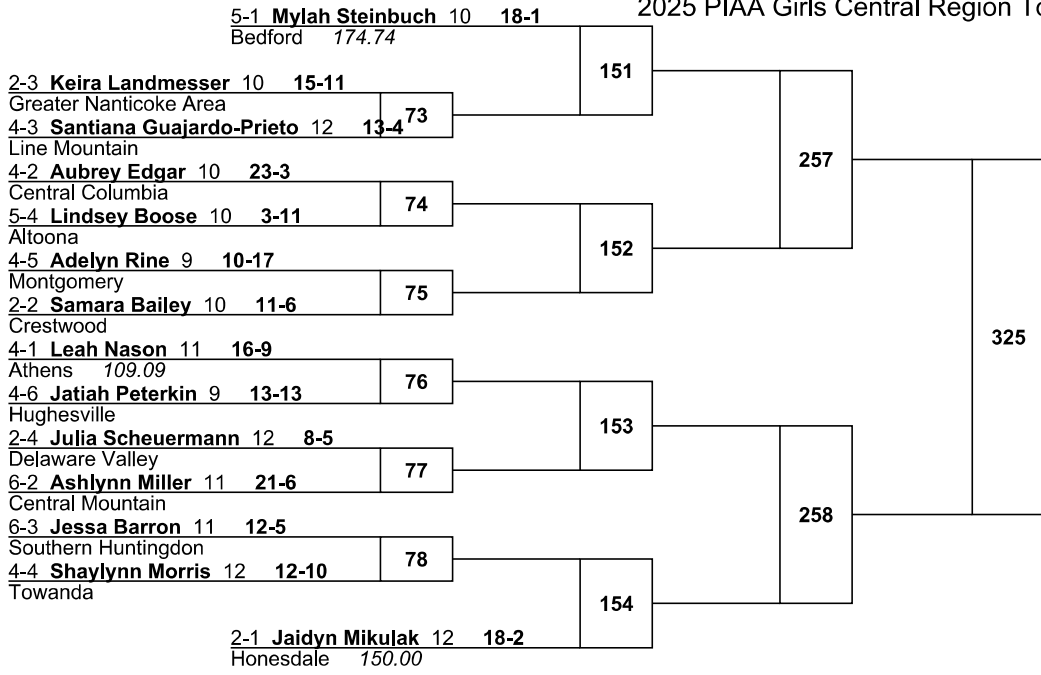 2025 PIAA Girls Central Region To
5-1 Mylah Steinbuch 10 18-1
Bedford 174.74
151
2-3 Keira Landmesser 10 15-11
Greater Nanticoke Area
73
4-3 Santiana Guajardo-Prieto 12 13-4
Line Mountain
257
4-2 Aubrey Edgar 10 23-3
Central Columbia
74
5-4 Lindsey Boose 10 3-11
Altoona
152
4-5 Adelyn Rine 9 10-17
Montgomery
75
2-2 Samara Bailey 10 11-6
Crestwood
325
4-1 Leah Nason 11 16-9
Athens 109.09
76
4-6 Jatiah Peterkin 9 13-13
Hughesville
153
2-4 Julia Scheuermann 12 8-5
Delaware Valley
77
6-2 Ashlynn Miller 11 21-6
Central Mountain
258
6-3 Jessa Barron 11 12-5
Southern Huntingdon
78
4-4 Shaylynn Morris 12 12-10
Towanda
154
2-1 Jaidyn Mikulak 12 18-2
Honesdale 150.00